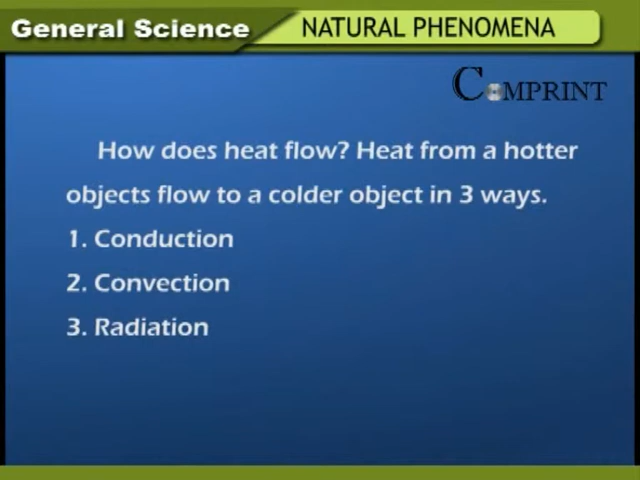 General Science
NATURAL PHENOMENA
COMPRINT
How does heat flow? Heat from a hotter
objects flow to a colder object in 3 ways.
1. Conduction
2. Convection
3. Radiation